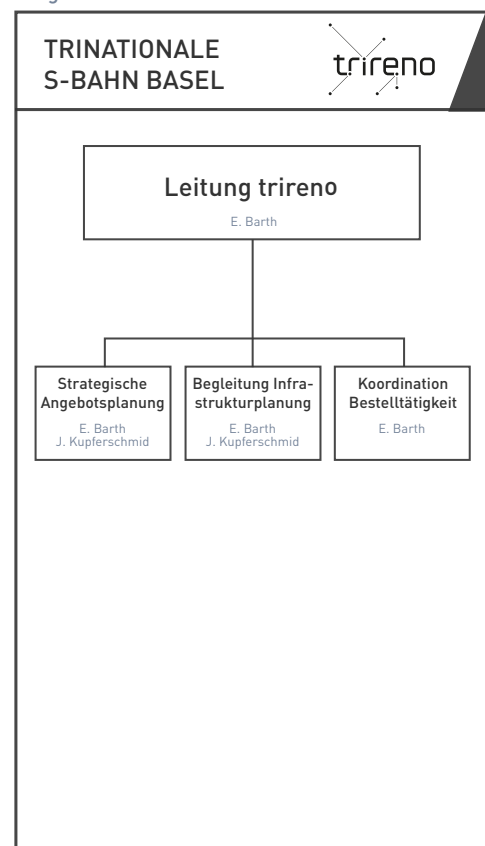 TRINATIONALE
S-BAHN BASEL
trireno
Leitung trireno
E. Barth
Strategische
Angebotsplanung
E. Barth
J. Kupferschmid
Begleitung Infra-
strukturplanung
E. Barth
J. Kupferschmid
Koordination
Bestelltätigkeit
E. Barth